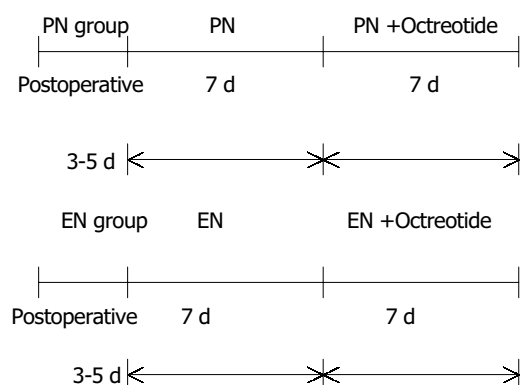 PN group PN PN +Octreotide
Postoperative 7 d 7 d
3-5 d
EN group EN EN +Octreotide
Postoperative 7 d 7 d
3-5 d